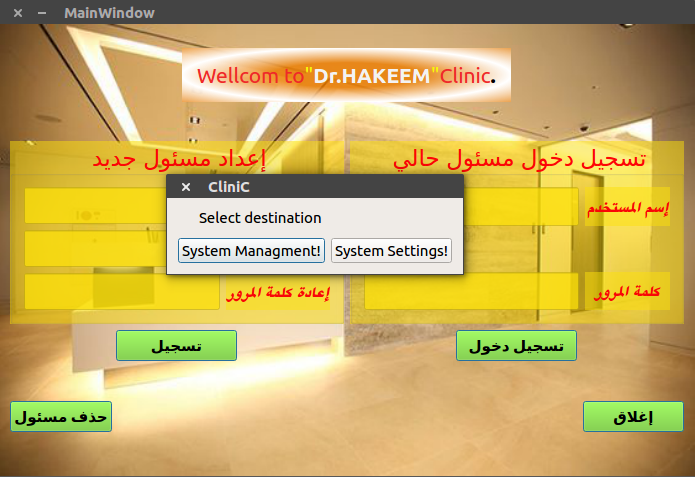 MainWindow
Wellcom to"Dr.HAKEEM"Clinic.
إعداد مسئول جديد
تسجيل دخول مسئول حالي
CliniC
Select destination
System Managment!
System Settings!
إسم المستخدم
إعادة كلمة المرور
كلمة المرور
تسجيل
تسجيل دخول
حذف مسئول
إغلاق